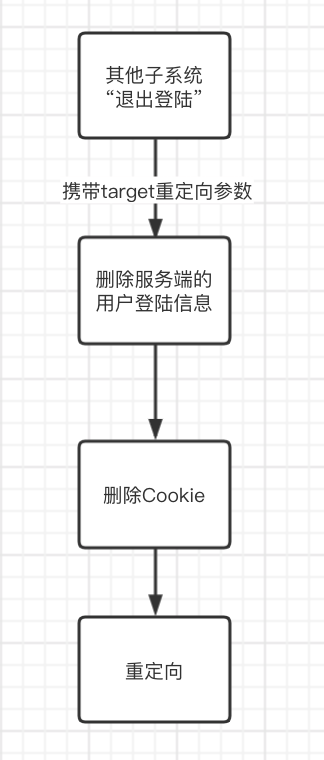 其他子系统
“退出登陆”
携带target重定向参数
删除服务端的
用户登陆信息
删除Cookie
重定向